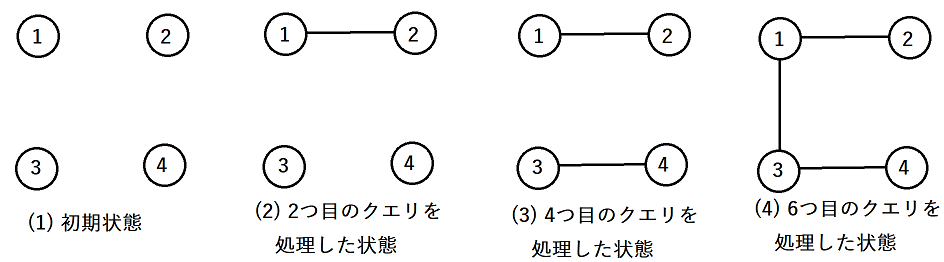 1 2
3 4
(1) 初期状態
1 2
3 4
(2) 2つ目のクエリを
処理した状態
1 2
3 4
(3) 4つ目のクエリを
処理した状態
1 2
3 4
(4) 6つ目のクエリを
処理した状態